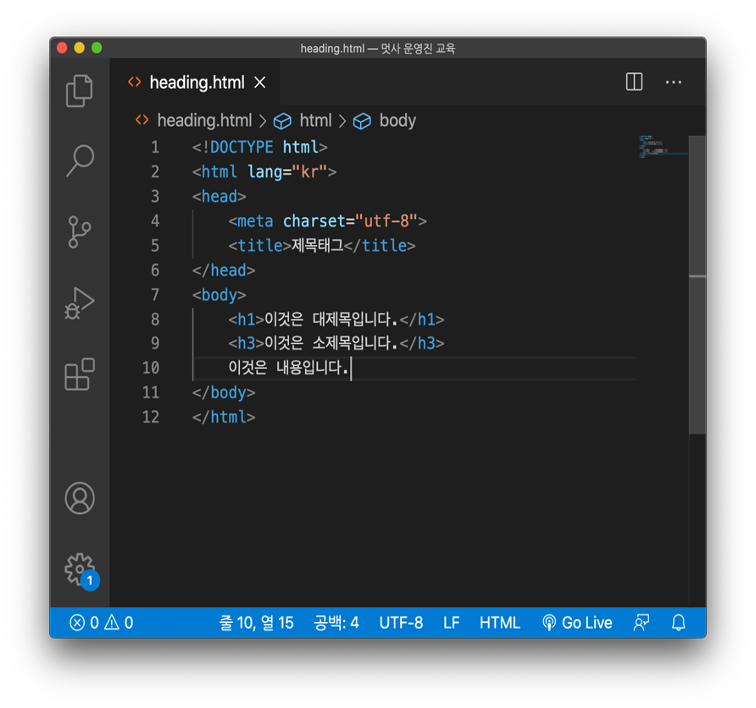 heading.html — 멋사 운영진 교육
heading.html
heading.html > html > body
1 <!DOCTYPE html>
2 <html lang="kr">
3 <head>
4 <meta charset="utf-8">
5 <title>제목태그</title>
6 </head>
7 <body>
8 <h1>이것은 대제목입니다.</h1>
9 <h3>이것은 소제목입니다.</h3>
10 이것은 내용입니다.
11 </body>
12 </html>
1
0 0 줄 10, 열 15 공백: 4 UTF-8 LF HTML Go Live